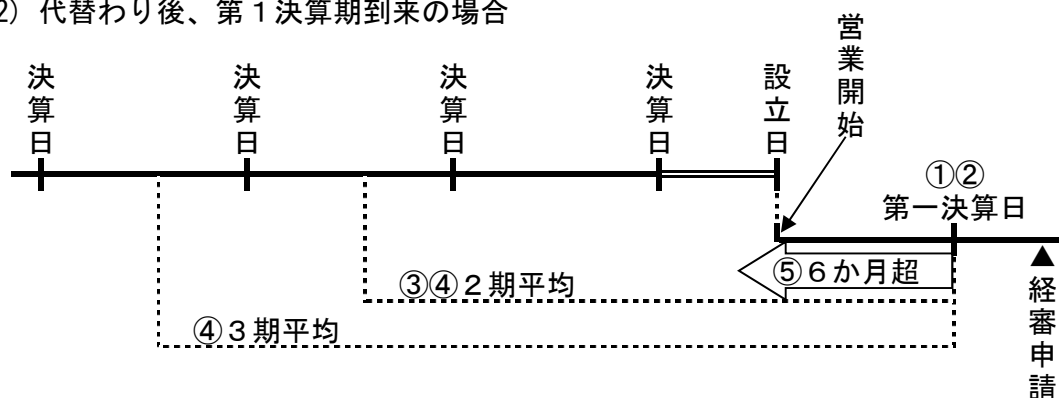 2) 代替わり後、第１決算期到来の場合
決算日
決算日
決算日
決算日
設立日
営業開始
①②
第一決算日
⑤６か月超
③④２期平均
④３期平均
▲
経審申請